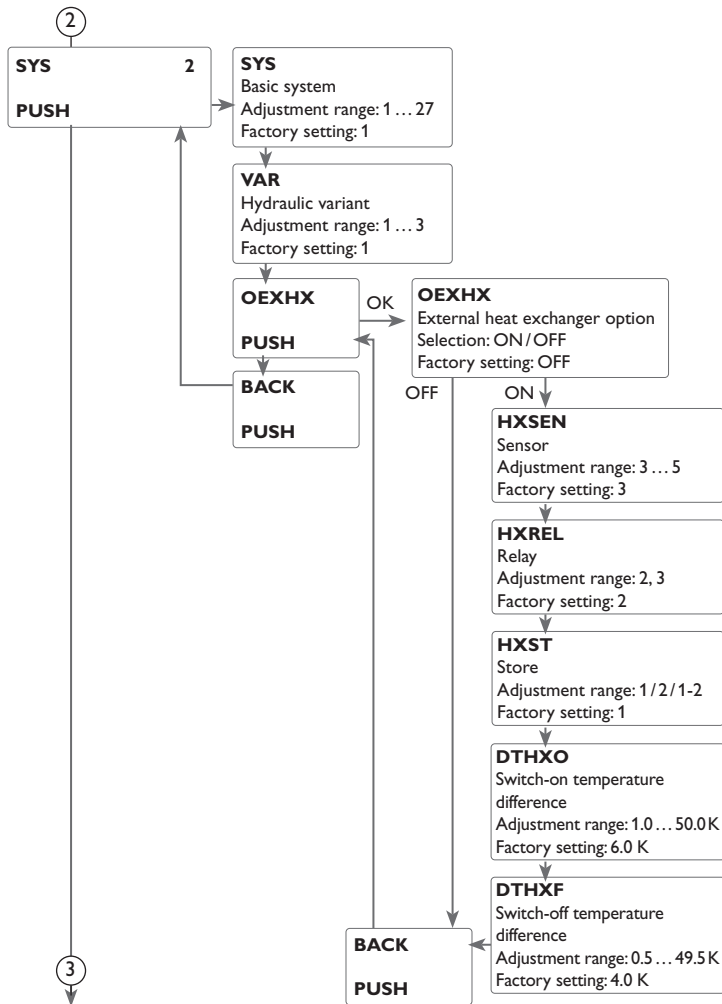 2
SYS 2
PUSH
SYS
Basic system
Adjustment range: 1 … 27
Factory setting: 1
VAR
Hydraulic variant
Adjustment range: 1 … 3
Factory setting: 1
OEXHX
PUSH
OK
OEXHX
External heat exchanger option
Selection: ON / OFF
Factory setting: OFF
BACK
PUSH
OFF
ON
HXSEN
Sensor
Adjustment range: 3 … 5
Factory setting: 3
HXREL
Relay
Adjustment range: 2, 3
Factory setting: 2
HXST
Store
Adjustment range: 1 / 2 / 1-2
Factory setting: 1
DTHXO
Switch-on temperature
difference
Adjustment range: 1.0 … 50.0 K
Factory setting: 6.0 K
DTHXF
Switch-off temperature
difference
Adjustment range: 0.5 … 49.5 K
Factory setting: 4.0 K
BACK
PUSH
3